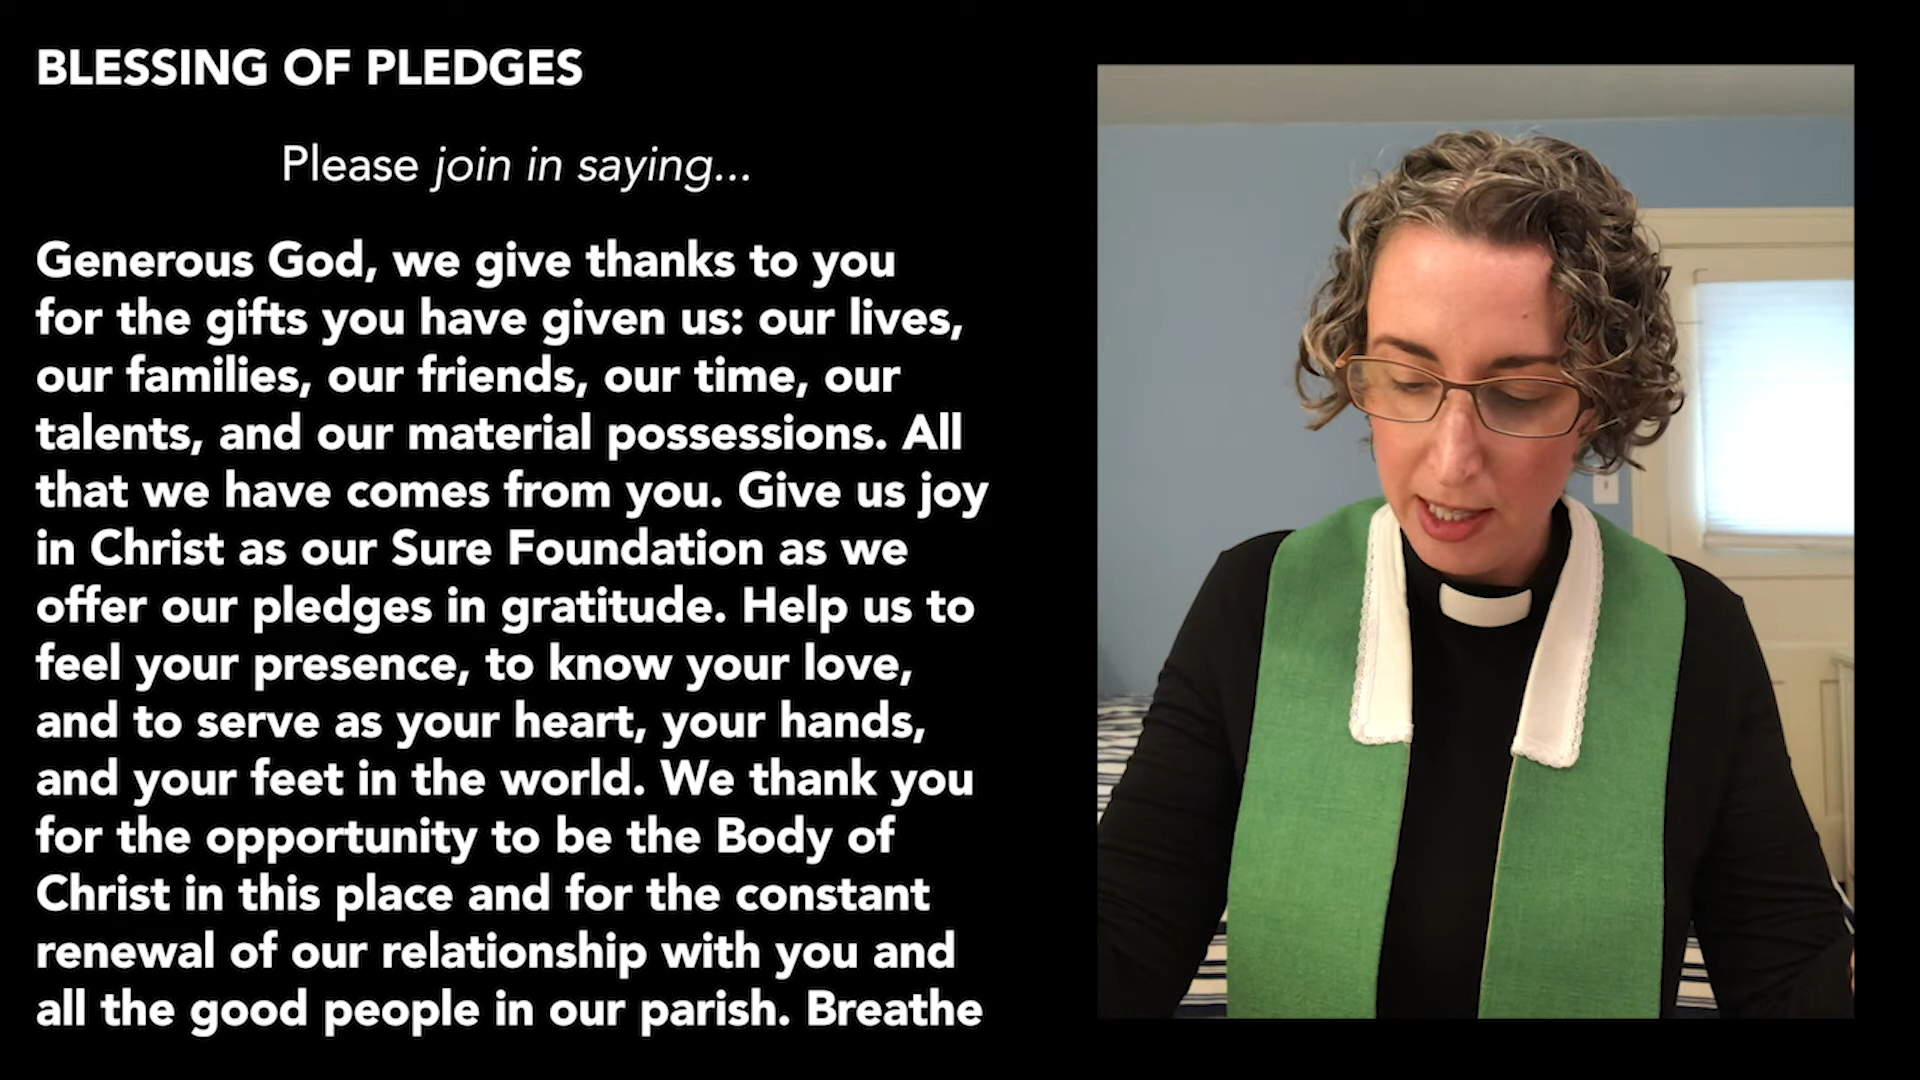 BLESSING OF PLEDGES
Please join in saying...
Generous God, we give thanks to you
for the gifts you have given us: our lives,
our families, our friends, our time, our
talents, and our material possessions. All
that we have comes from you. Give us joy
in Christ as our Sure Foundation as we
offer our pledges in gratitude. Help us to
feel your presence, to know your love,
and to serve as your heart, your hands,
and your feet in the world. We thank you
for the opportunity to be the Body of
Christ in this place and for the constant
renewal of our relationship with you and
all the good people in our parish. Breathe